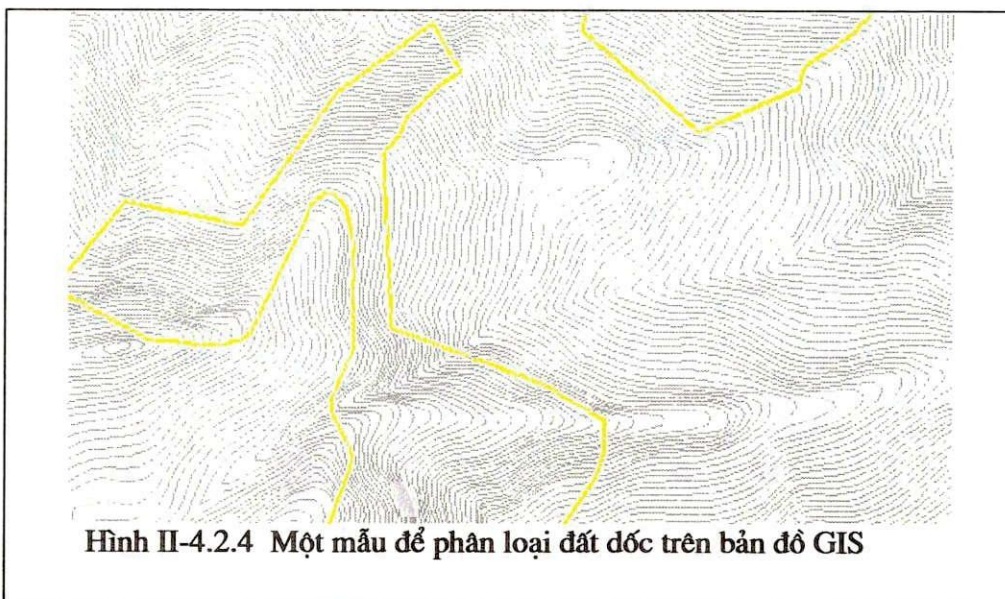 Hình II-4.2.4 Một mẫu để phân loại đất dốc trên bản đồ GIS